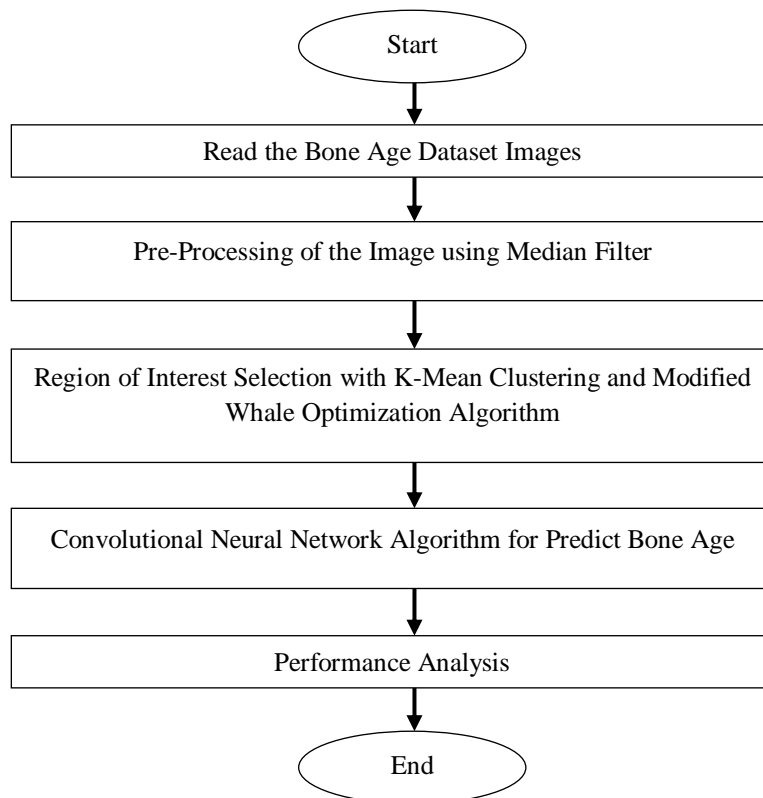 Start
Read the Bone Age Dataset Images
Pre-Processing of the Image using Median Filter
Region of Interest Selection with K-Mean Clustering and Modified
Whale Optimization Algorithm
Convolutional Neural Network Algorithm for Predict Bone Age
Performance Analysis
End